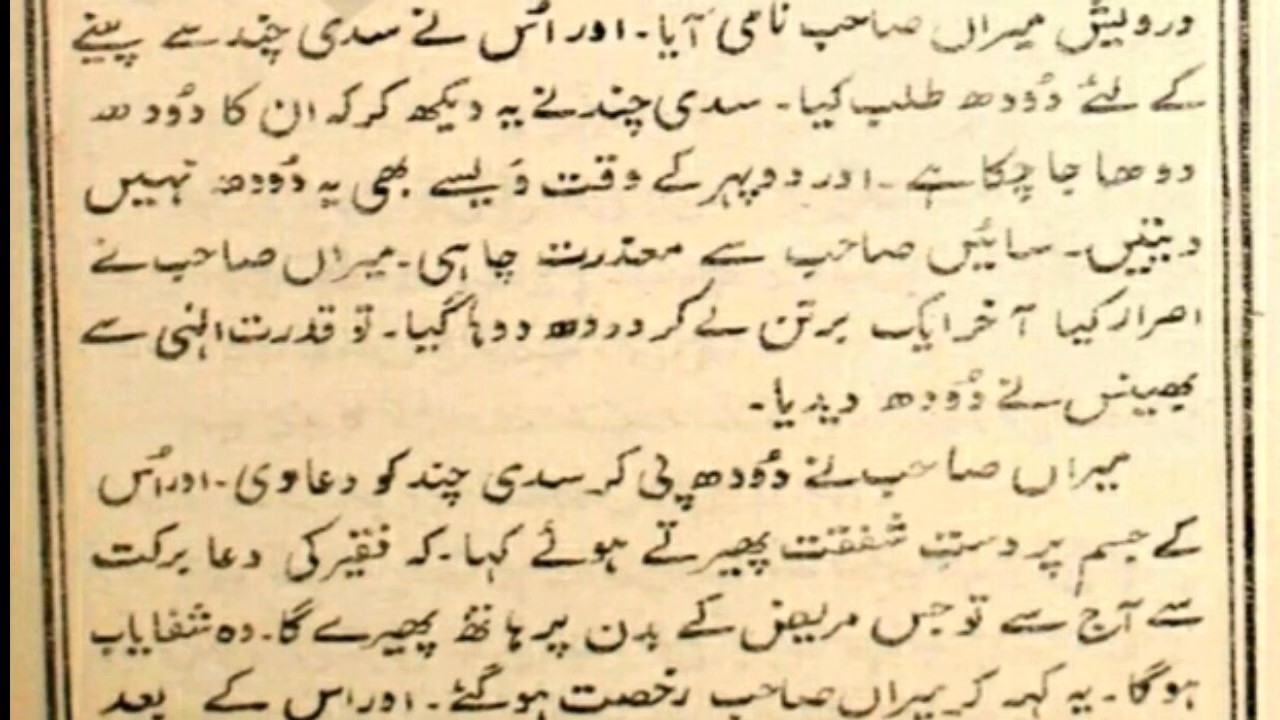 درویش میراں صاحب نامی آیا۔ اور اُس نے سدی چند سے پینے
کے لئے دُودھ طلب کیا۔ سدی چند نے یہ دیکھ کر کہ ان کا دُودھ
دوھا جا چکا ہے۔ اور دوپہر کے وقت وَیسے بھی یہ دُودھ نہیں
دیتیں۔ سائیں صاحب سے معذرت چاہی۔ میراں صاحب نے
اصرار کیا آخر ایک برتن لے کر دودھ دوہا گیا۔ تو قدرت الہٰی سے
بھینس نے دُودھ دیدیا۔
میراں صاحب نے دُودھ پی کر سدی چند کو دعا دی۔ اور اُس
کے جسم پر دستِ شفقت پھیرتے ہوئے کہا۔ کہ فقیر کی دعا برکت
سے آج سے تو جس مریض کے بدن پر ہاتھ پھیرے گا۔ وہ شفایاب
ہوگا۔ یہ کہہ کر میراں صاحب رخصت ہوگئے۔ اور اس کے بعد